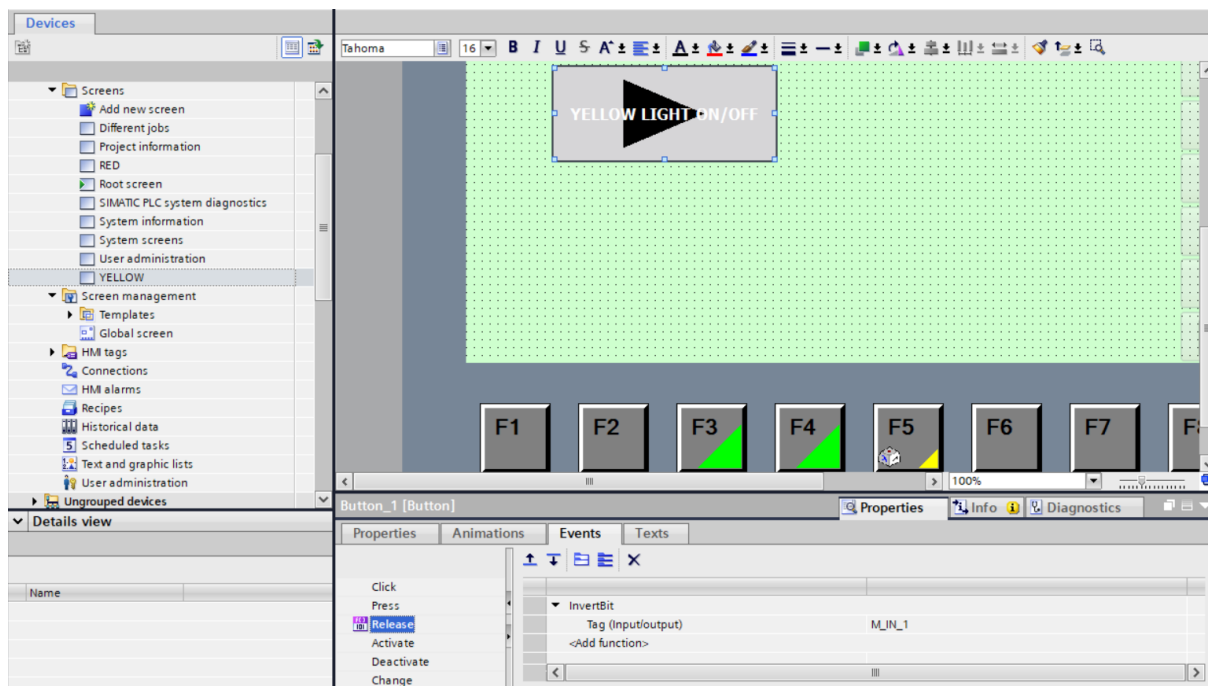 Devices
Tahoma
16
B I U S A A
Screens
Add new screen
Different jobs
Project information
RED
Root screen
SIMATIC PLC system diagnostics
System information
System screens
User administration
YELLOW
Screen management
Templates
Global screen
HMI tags
Connections
HMI alarms
Recipes
Historical data
Scheduled tasks
Text and graphic lists
User administration
Ungrouped devices
Details view
Name
YELLOW LIGHT ON/OFF
F1 F2 F3 F4 F5 F6 F7
100%
Button_1 [Button]
Properties Info Diagnostics
Properties Animations Events Texts
Click
Press
Release
Activate
Deactivate
Change
InvertBit
Tag (Input/output) M_IN_1
<Add function>